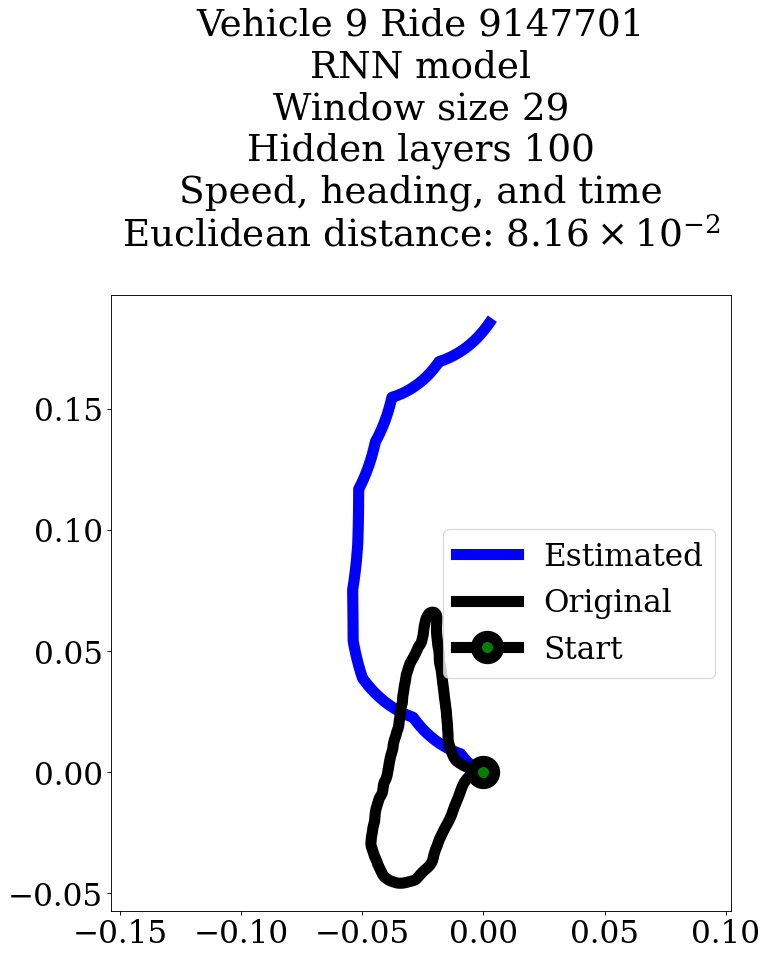 Vehicle 9 Ride 9147701
RNN model
Window size 29
Hidden layers 100
Speed, heading, and time
Euclidean distance: 8.16 × 10⁻²
0.15
0.10
0.05
0.00
−0.05
Estimated
Original
Start
−0.15 −0.10 −0.05 0.00 0.05 0.10